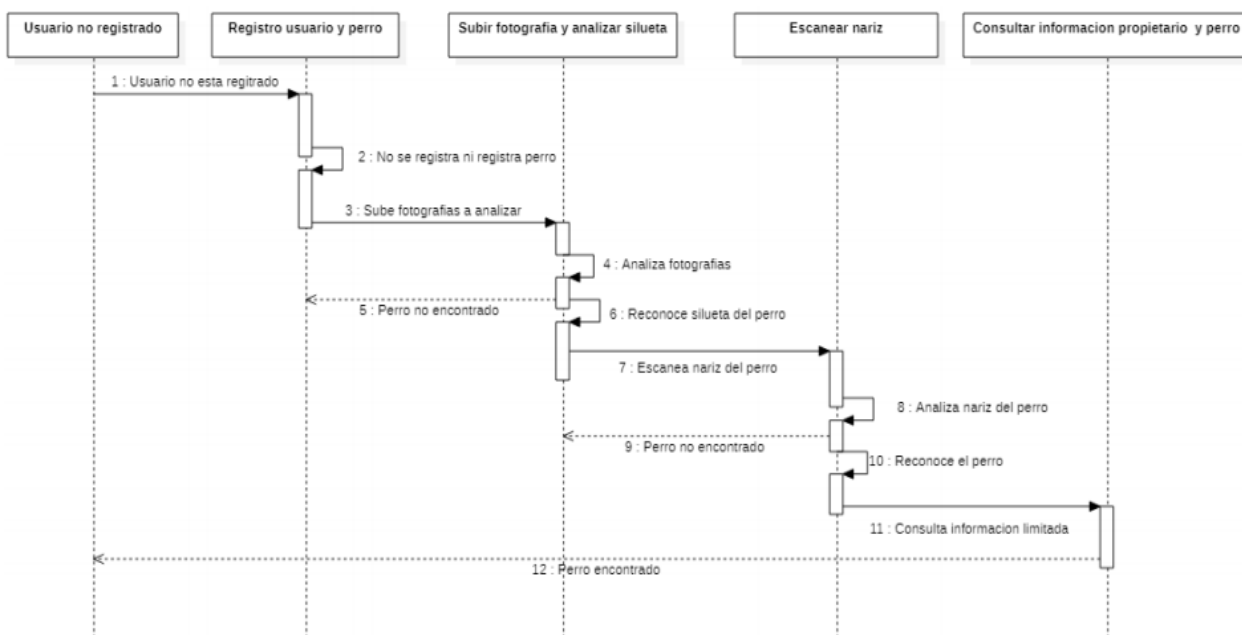 Usuario no registrado
Registro usuario y perro
Subir fotografia y analizar silueta
Escanear nariz
Consultar informacion propietario y perro
1 : Usuario no esta regitrado
2 : No se registra ni registra perro
3 : Sube fotografias a analizar
4 : Analiza fotografias
5 : Perro no encontrado
6 : Reconoce silueta del perro
7 : Escanea nariz del perro
8 : Analiza nariz del perro
9 : Perro no encontrado
10 : Reconoce el perro
11 : Consulta informacion limitada
12 : Perro encontrado